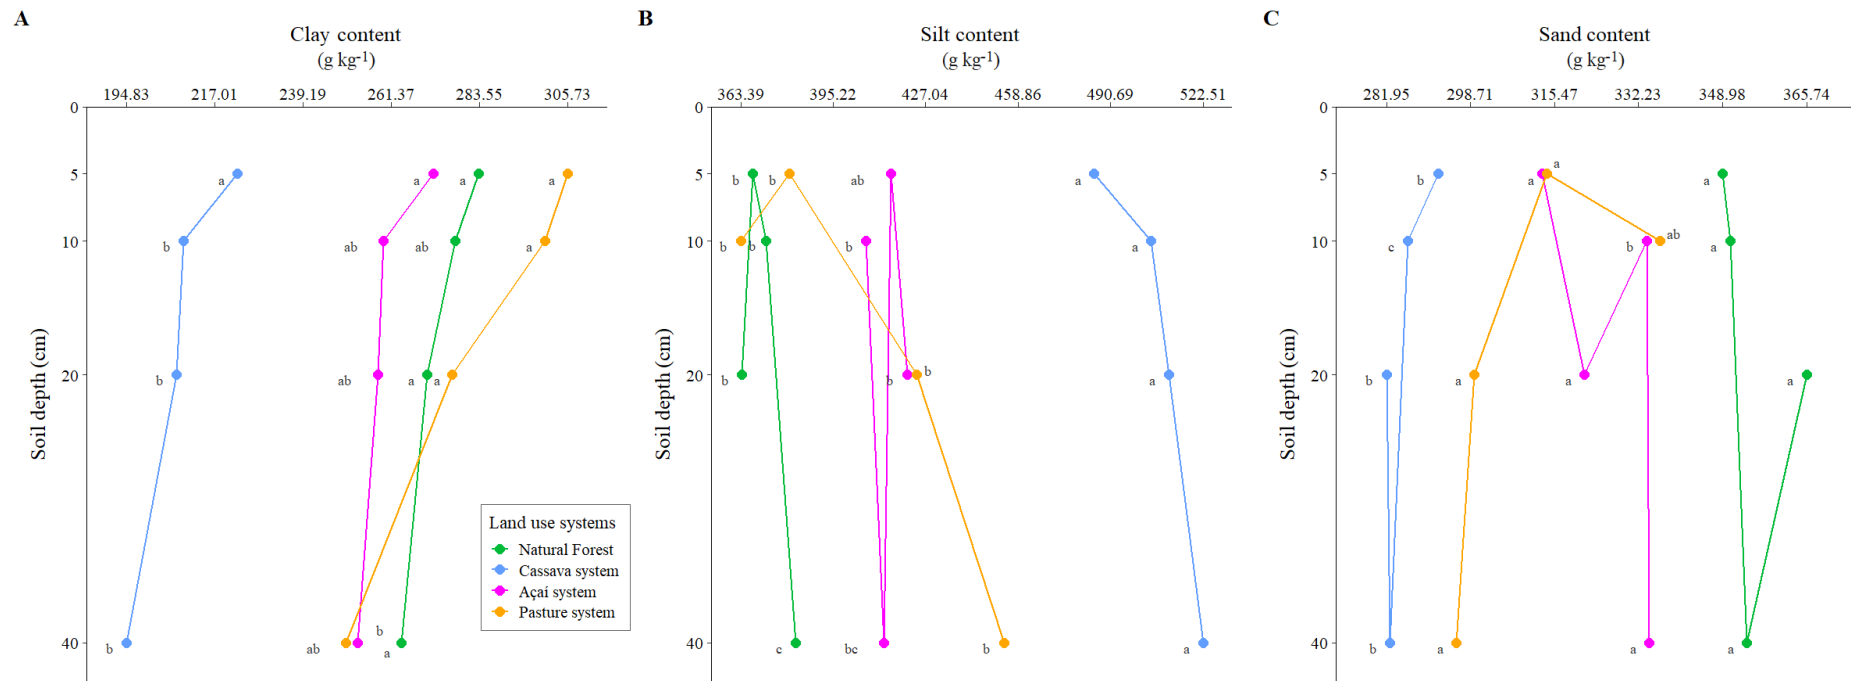 A
Clay content
(g kg-1)
194.83 217.01 239.19 261.37 283.55 305.73
0
5
10
20
40
Soil depth (cm)
a a a a
b ab ab a
b ab a a
b ab b a
Land use systems
Natural Forest
Cassava system
Açaí system
Pasture system
B
Silt content
(g kg-1)
363.39 395.22 427.04 458.86 490.69 522.51
0
5
10
20
40
Soil depth (cm)
b b ab a
b b b a
b b b a
c bc b a
C
Sand content
(g kg-1)
281.95 298.71 315.47 332.23 348.98 365.74
0
5
10
20
40
Soil depth (cm)
b a a a
c b ab a
b a a a
b a a a